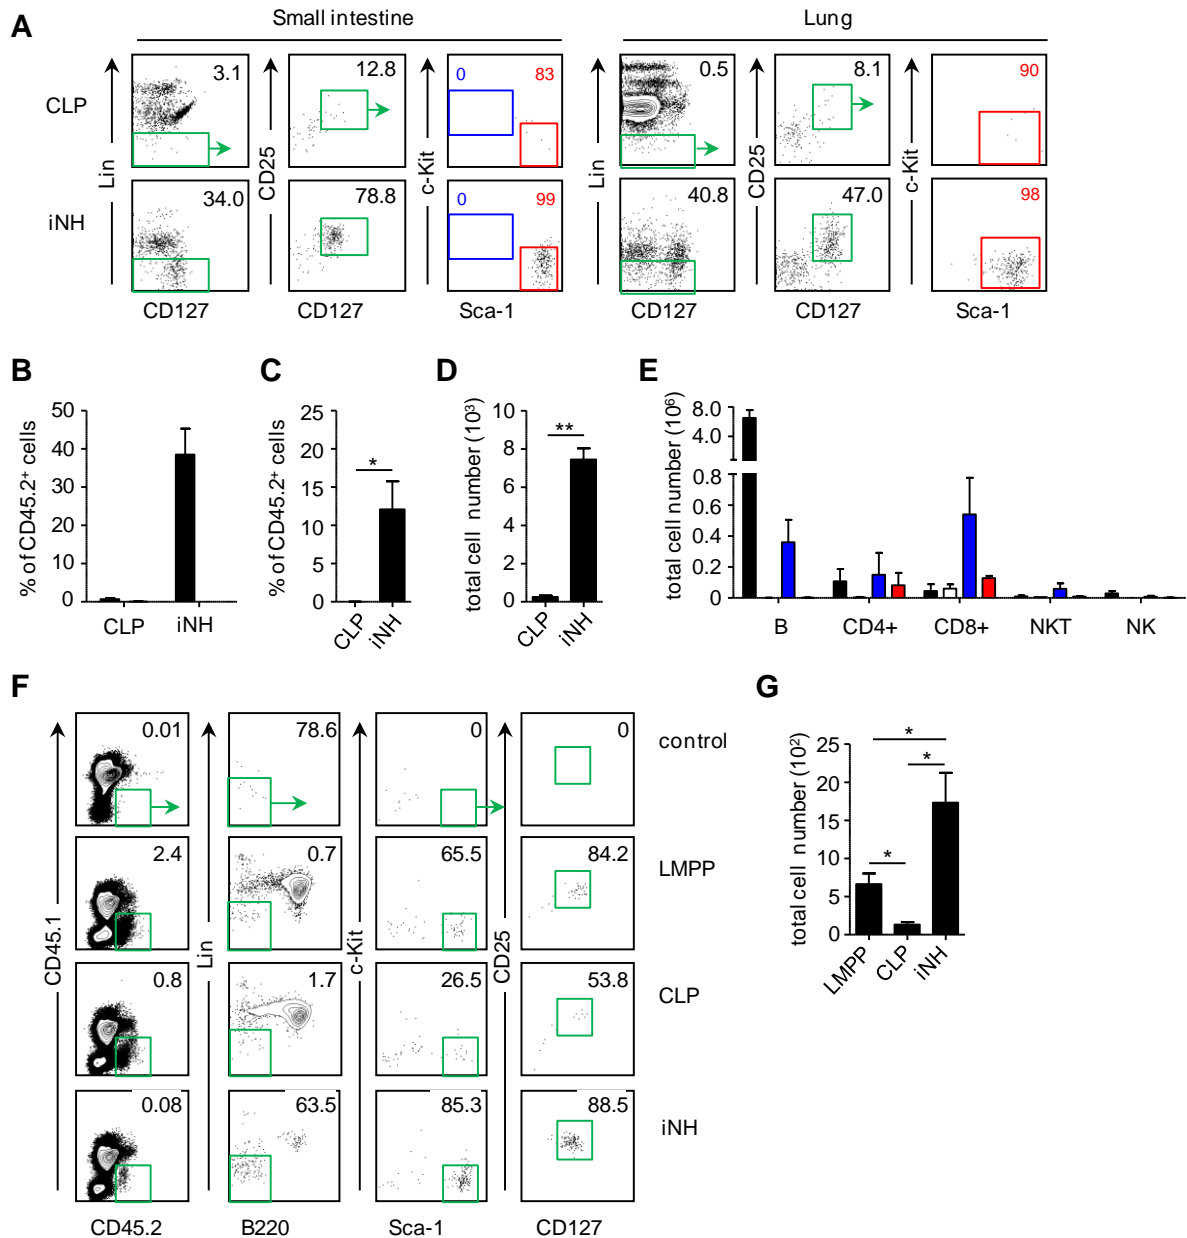 A
Small intestine
Lung
CLP
3.1
12.8
0 83
0.5
8.1
90
iNH
34.0
78.8
0 99
40.8
47.0
98
Lin
CD25
c-Kit
Lin
CD25
c-Kit
CD127
CD127
Sca-1
CD127
CD127
Sca-1
B
% of CD45.2+ cells
50
40
30
20
10
0
CLP
iNH
C
% of CD45.2+ cells
25
20
15
10
5
0
*
CLP
iNH
D
total cell number (10³)
10
8
6
4
2
0
**
CLP
iNH
E
total cell number (10⁶)
8.0
4.0
0.8
0.6
0.4
0.2
0
B
CD4+
CD8+
NKT
NK
F
0.01
78.6
0
0
control
2.4
0.7
65.5
84.2
LMPP
0.8
1.7
26.5
53.8
CLP
0.08
63.5
85.3
88.5
iNH
CD45.1
Lin
c-Kit
CD25
CD45.2
B220
Sca-1
CD127
G
total cell number (10²)
25
20
15
10
5
0
*
*
*
LMPP
CLP
iNH